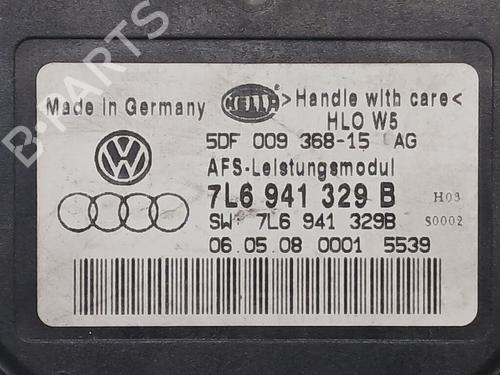 B-PARTS
Made in Germany
HELLA
>Handle with care<
HLO W5
5DF 009 368-15 AG
AFS-Leistungsmodul
7L6 941 329 B H03
SW: 7L6 941 329B S0002
06.05.08 0001 5539